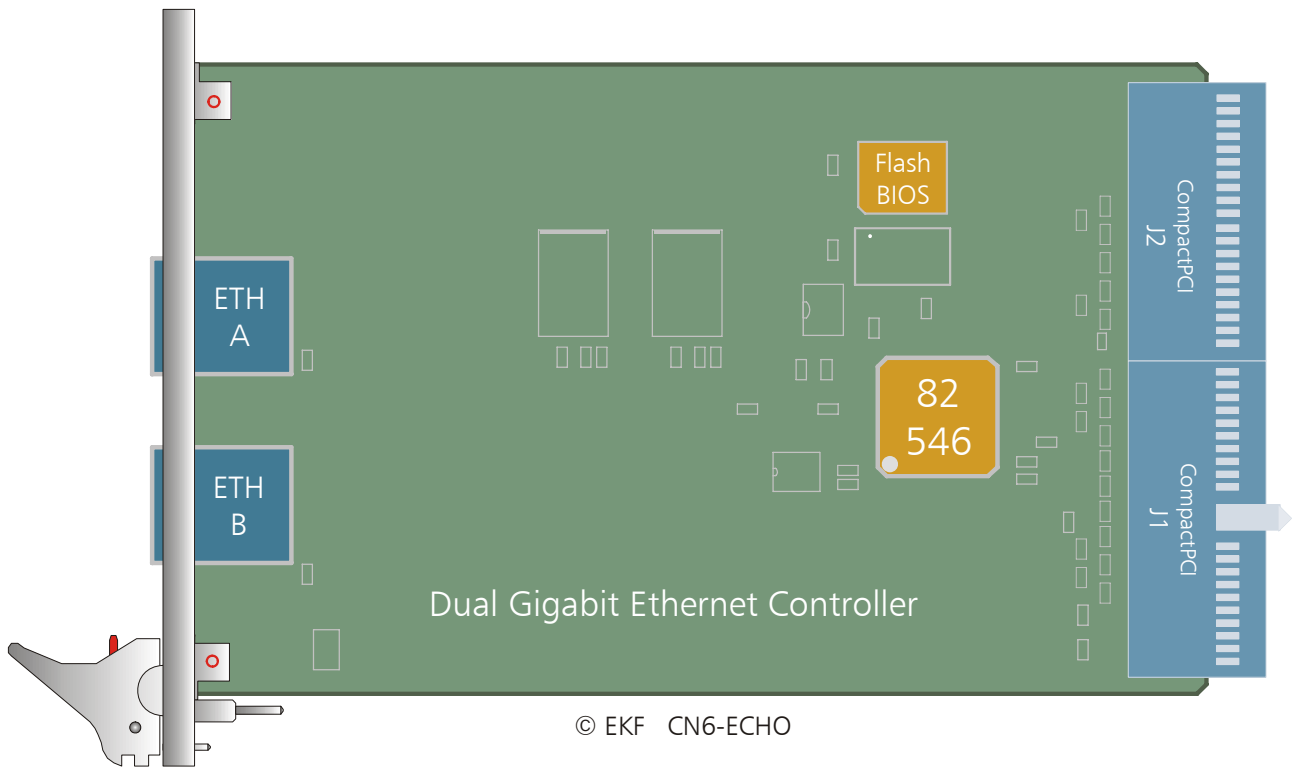 Flash
BIOS
CompactPCI
J2
ETH
A
82
546
ETH
B
CompactPCI
J1
Dual Gigabit Ethernet Controller
© EKF CN6-ECHO